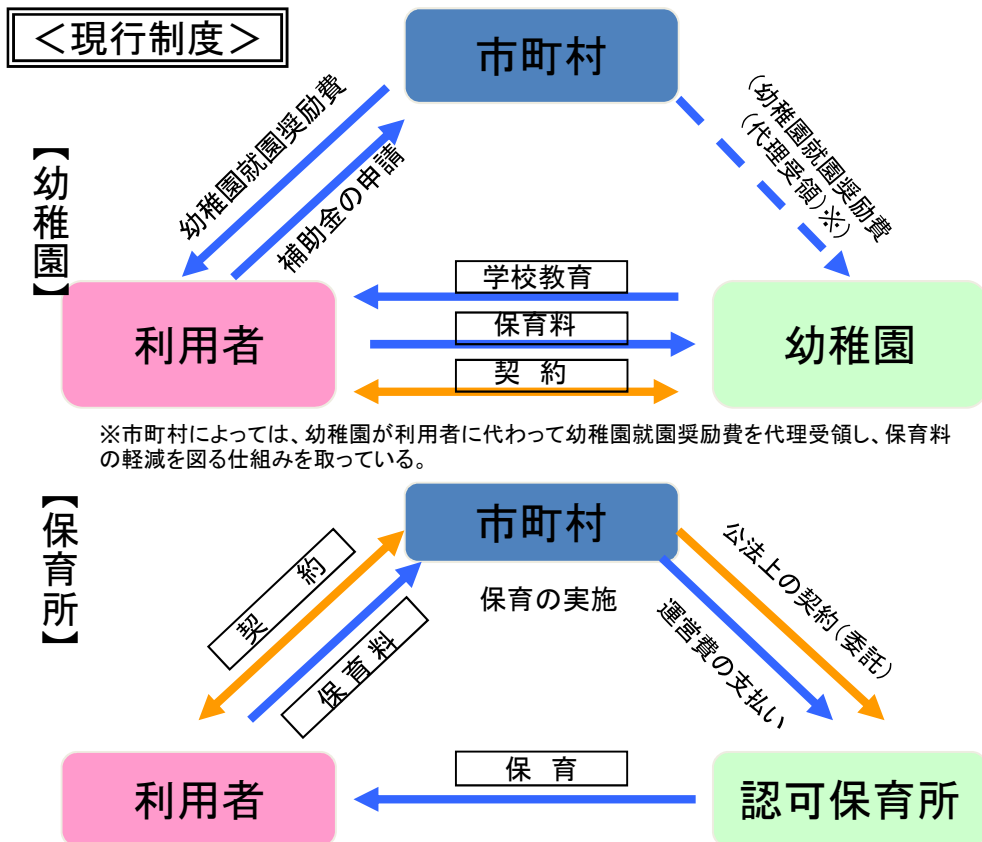 ＜現行制度＞
市町村
【幼稚園】
幼稚園就園奨励費
補助金の申請
(幼稚園就園奨励費
(代理受領)※)
利用者
学校教育
保育料
契 約
幼稚園
※市町村によっては、幼稚園が利用者に代わって幼稚園就園奨励費を代理受領し、保育料
の軽減を図る仕組みを取っている。
【保育所】
市町村
契 約
保育料
保育の実施
公法上の契約(委託)
運営費の支払い
利用者
保 育
認可保育所